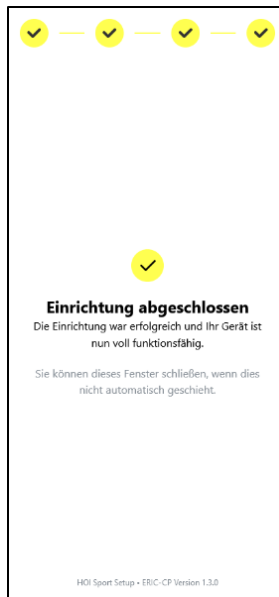 Einrichtung abgeschlossen
Die Einrichtung war erfolgreich und Ihr Gerät ist
nun voll funktionsfähig.
Sie können dieses Fenster schließen, wenn dies
nicht automatisch geschieht.
HOI Sport Setup • ERIC-CP Version 1.3.0